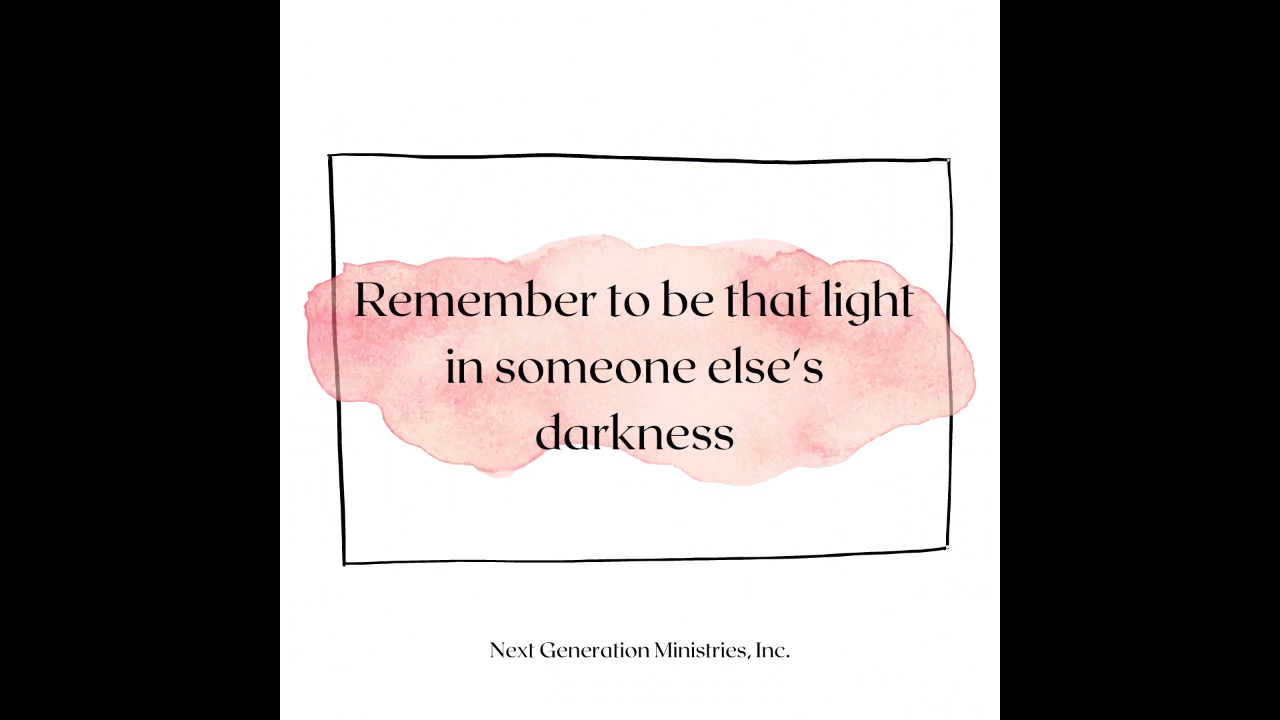 Remember to be that light
in someone else's
darkness
Next Generation Ministries, Inc.